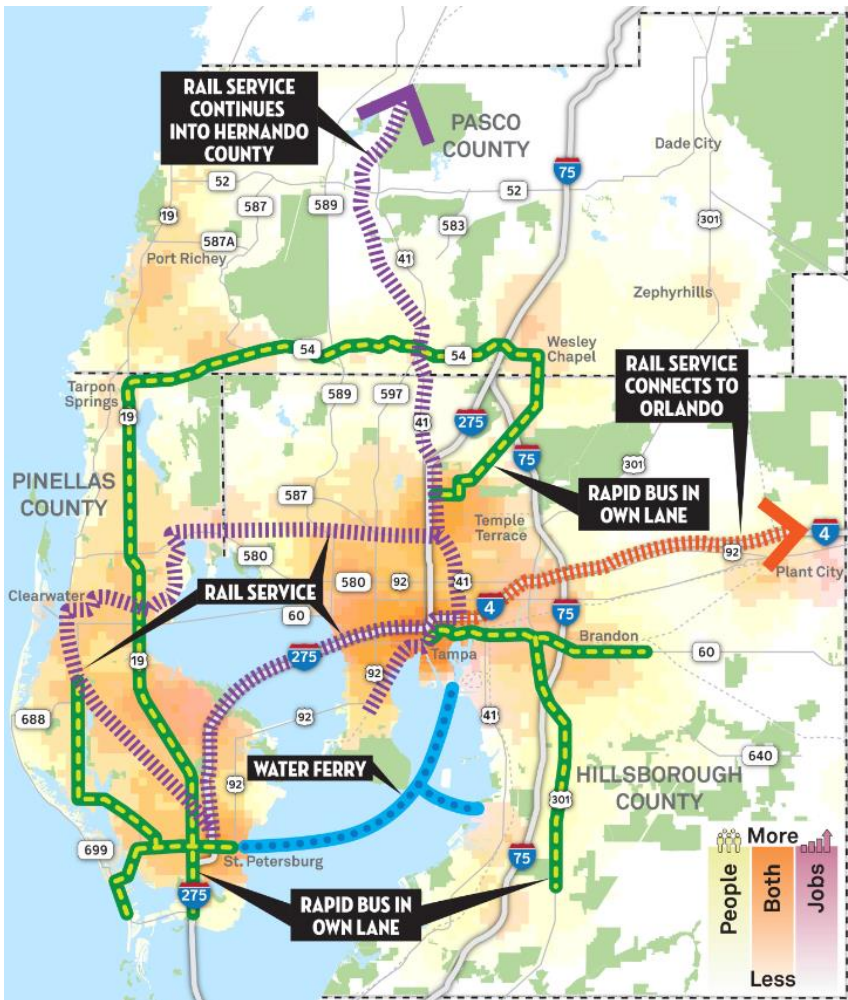 RAIL SERVICE
CONTINUES
INTO HERNANDO
COUNTY
PASCO
COUNTY
Dade City
75
52
52
19
587
589
301
587A
583
Port Richey
41
Zephyrhills
Wesley
Chapel
54
54
RAIL SERVICE
CONNECTS TO
ORLANDO
Tarpon
Springs
19
589
597
41
275
75
301
PINELLAS
COUNTY
587
RAPID BUS IN
OWN LANE
Temple
Terrace
4
92
580
580
92
41
Plant City
Clearwater
RAIL SERVICE
60
4
75
Brandon
19
275
Tampa
60
92
688
92
41
640
WATER FERRY
HILLSBOROUGH
COUNTY
92
301
699
St. Petersburg
75
275
RAPID BUS IN
OWN LANE
More
People
Both
Jobs
Less